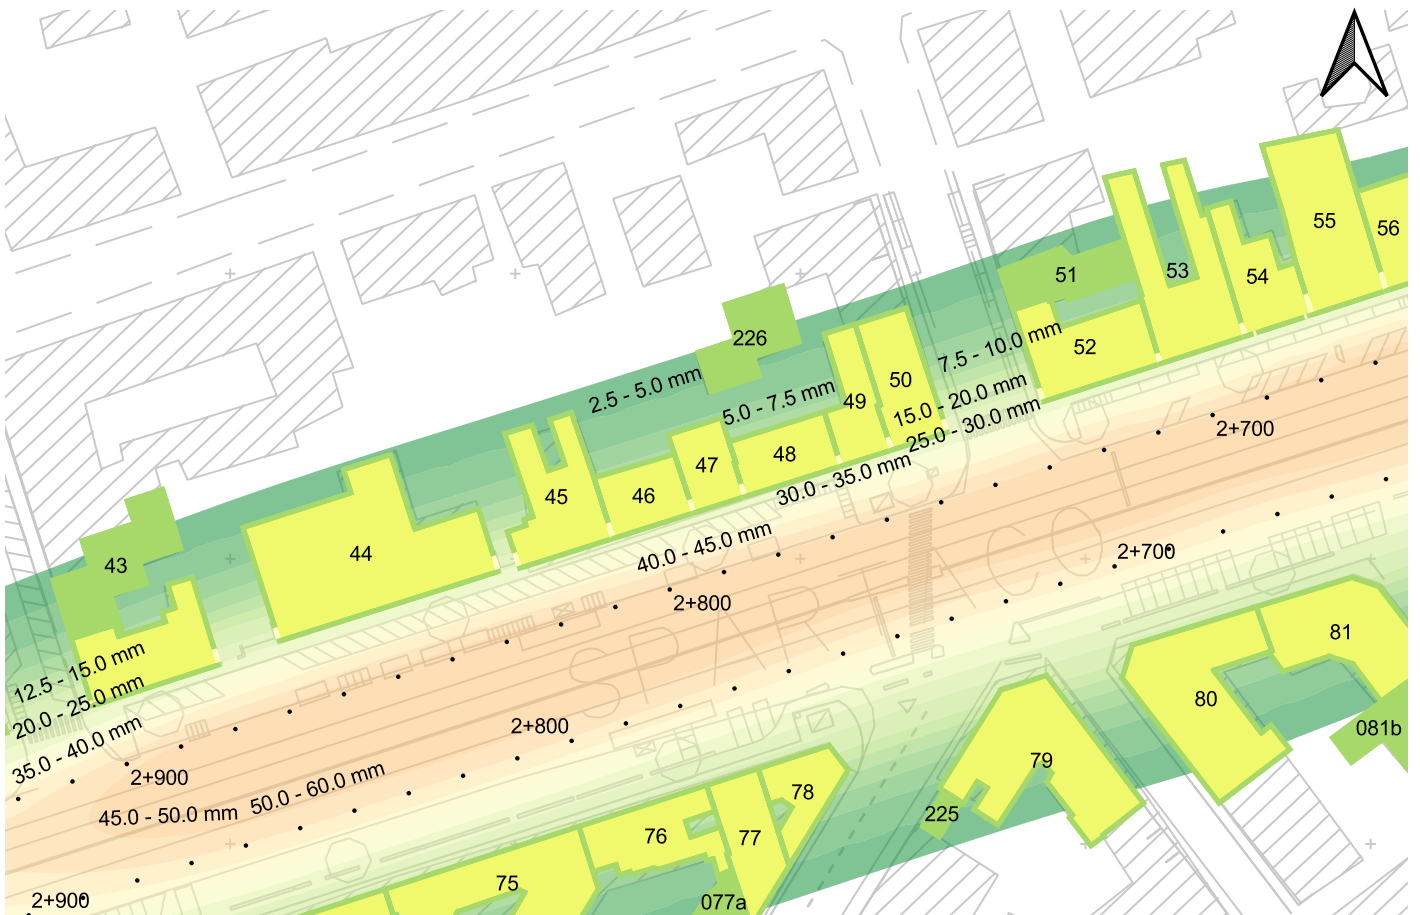 55
56
51
53
54
226
52
7.5 - 10.0 mm
2.5 - 5.0 mm
50
49
5.0 - 7.5 mm
15.0 - 20.0 mm
25.0 - 30.0 mm
2+700
48
47
46
45
30.0 - 35.0 mm
44
43
40.0 - 45.0 mm
2+700
2+800
SPARTACO
81
12.5 - 15.0 mm
20.0 - 25.0 mm
35.0 - 40.0 mm
80
2+800
081b
79
2+900
50.0 - 60.0 mm
45.0 - 50.0 mm
78
225
76
77
75
077a
2+900